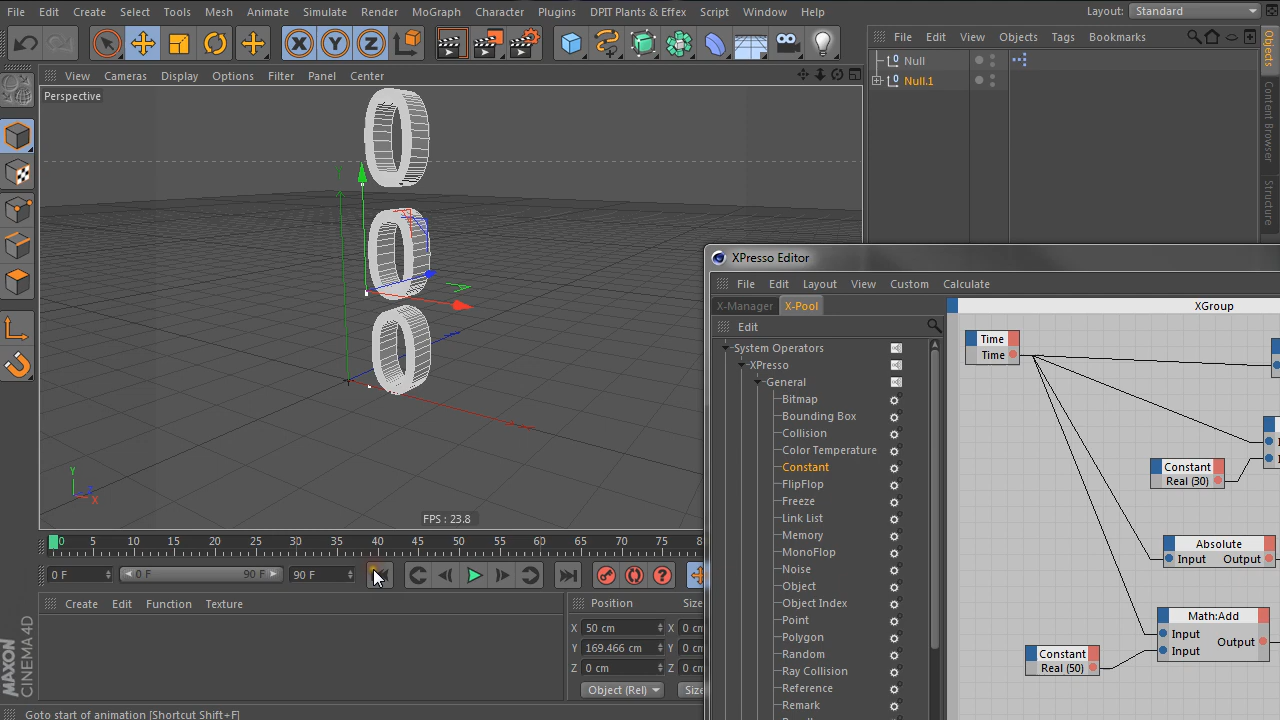 File Edit Create Select Tools Mesh Animate Simulate Render MoGraph Character Plugins DPIT Plants & Effex Script Window Help Layout: Standard
X Y Z
File Edit View Objects Tags Bookmarks
View Cameras Display Options Filter Panel Center
Perspective
Null
Null.1
Objects
Content Browser
Structure
XPresso Editor
File Edit Layout View Custom Calculate
X-Manager X-Pool XGroup
Edit
System Operators
XPresso
General
Bitmap
Bounding Box
Collision
Color Temperature
Constant
FlipFlop
Freeze
Link List
Memory
MonoFlop
Noise
Object
Object Index
Point
Polygon
Random
Ray Collision
Reference
Remark
Time
Time
Constant
Real (30)
Absolute
Input Output
Math:Add
Input
Output
Input
Constant
Real (50)
Y
Z
X
FPS : 23.8
0 5 10 15 20 25 30 35 40 45 50 55 60 65 70 75 80
0 F 0 F 90 F 90 F
Create Edit Function Texture
Position
X 50 cm X 0 cm
Y 169.466 cm Y 0 cm
Z 0 cm Z 0 cm
Object (Rel)
MAXON
CINEMA 4D
Goto start of animation [Shortcut Shift+F]